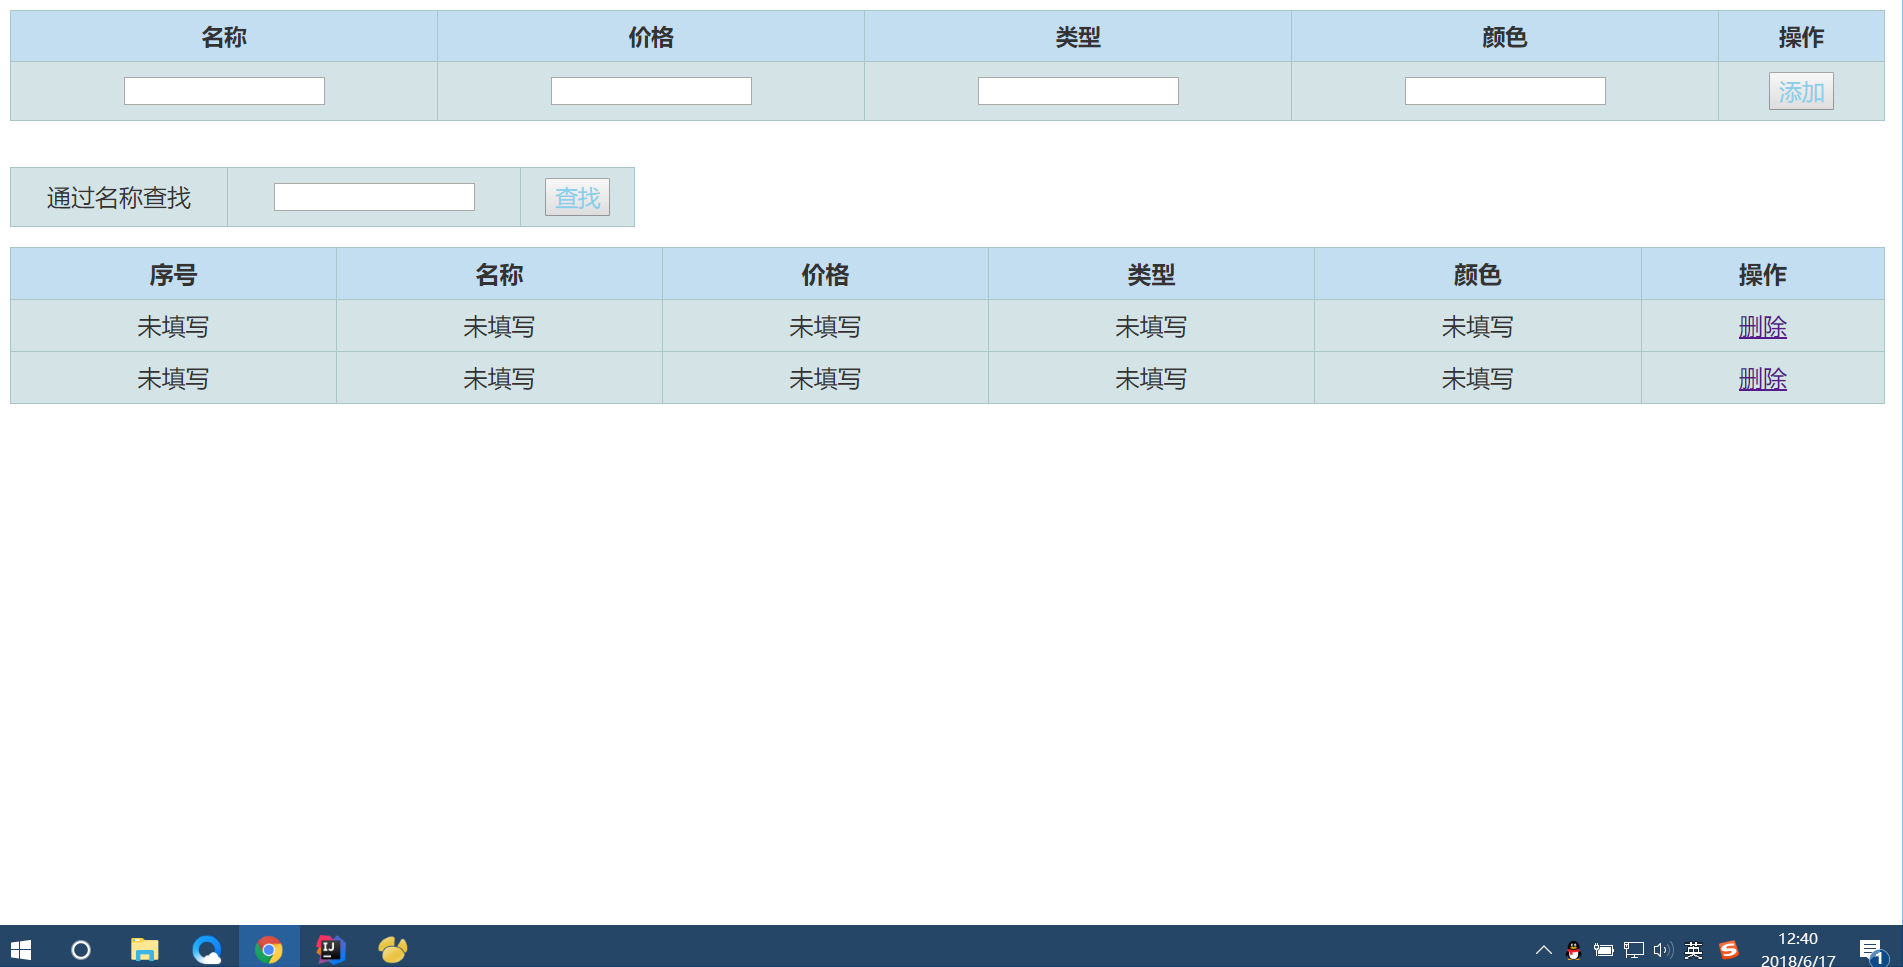 名称 价格 类型 颜色 操作
添加
通过名称查找 查找
序号 名称 价格 类型 颜色 操作
未填写 未填写 未填写 未填写 未填写 删除
未填写 未填写 未填写 未填写 未填写 删除
IJ 英 S 12:40
2018/6/17 1